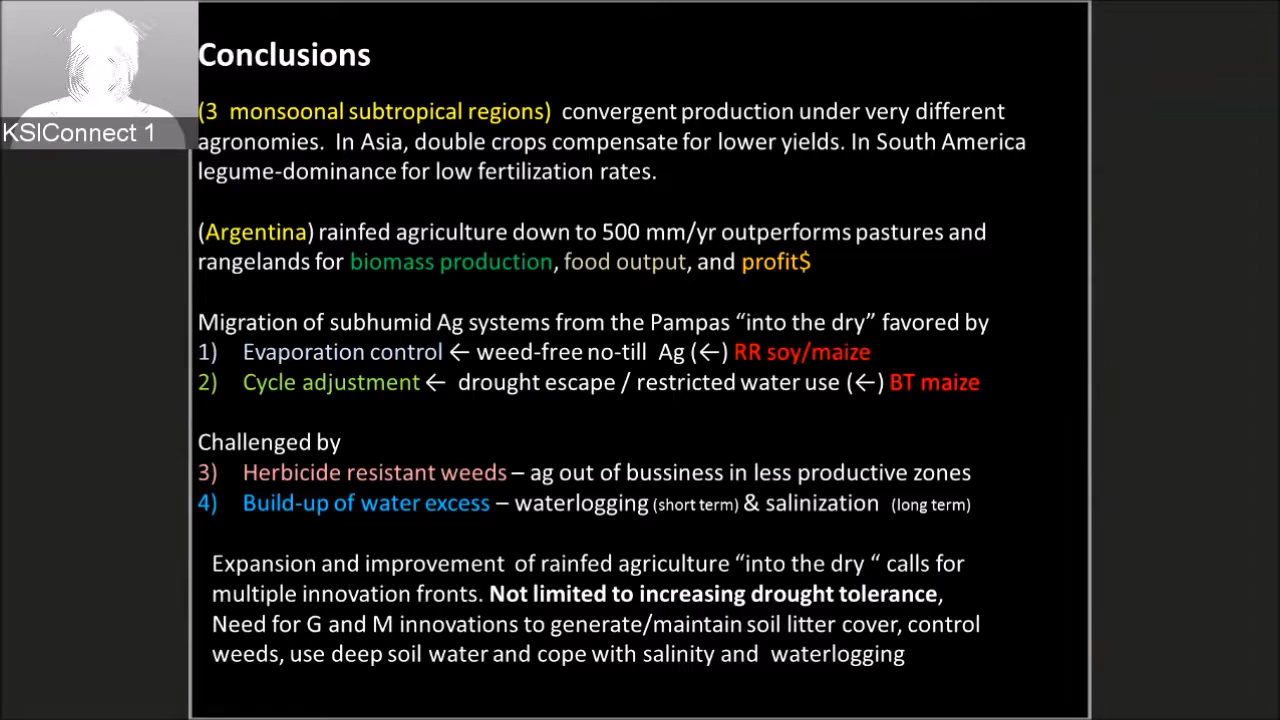 Conclusions
(3 monsoonal subtropical regions) convergent production under very different
KSIConnect 1
agronomies. In Asia, double crops compensate for lower yields. In South America
legume-dominance for low fertilization rates.
(Argentina) rainfed agriculture down to 500 mm/yr outperforms pastures and
rangelands for biomass production, food output, and profit$
Migration of subhumid Ag systems from the Pampas “into the dry” favored by
1) Evaporation control ← weed-free no-till Ag (←) RR soy/maize
2) Cycle adjustment ← drought escape / restricted water use (←) BT maize
Challenged by
3) Herbicide resistant weeds – ag out of bussiness in less productive zones
4) Build-up of water excess – waterlogging (short term) & salinization (long term)
Expansion and improvement of rainfed agriculture “into the dry “ calls for
multiple innovation fronts. Not limited to increasing drought tolerance,
Need for G and M innovations to generate/maintain soil litter cover, control
weeds, use deep soil water and cope with salinity and waterlogging